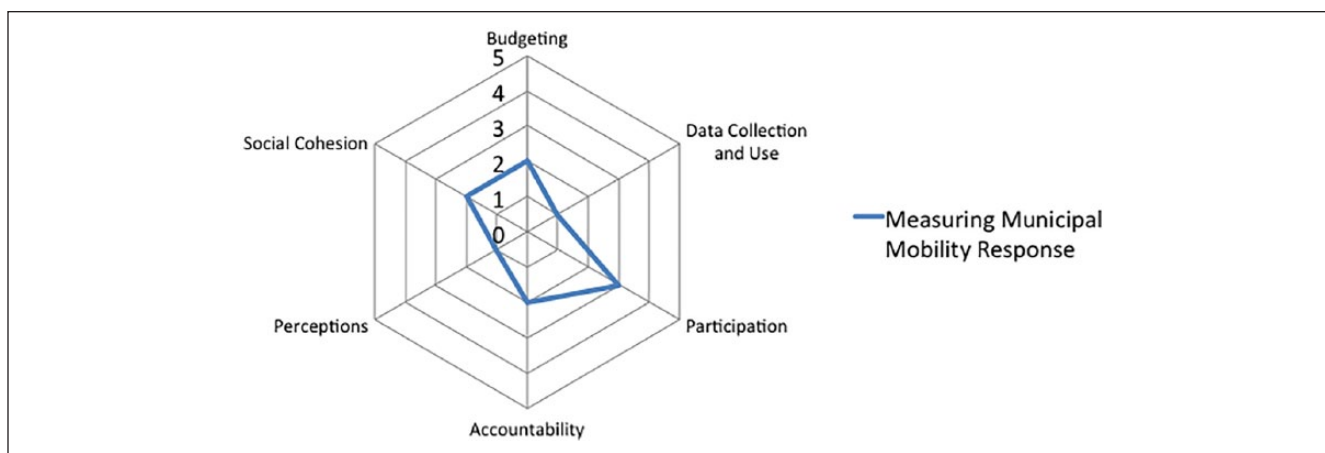 Budgeting
5
4
3
2
1
0
Data Collection
and Use
Participation
Accountability
Perceptions
Social Cohesion
Measuring Municipal
Mobility Response